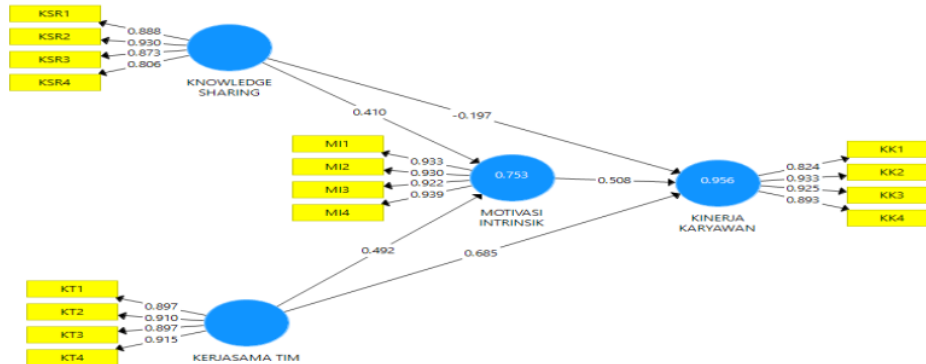 KSR1
KSR2
KSR3
KSR4
0.888
0.930
0.873
0.806
KNOWLEDGE
SHARING
0.410
-0.197
MI1
MI2
MI3
MI4
0.933
0.930
0.922
0.939
0.753
MOTIVASI
INTRINSIK
0.508
0.956
KINERJA
KARYAWAN
0.824
0.933
0.925
0.893
KK1
KK2
KK3
KK4
0.492
0.685
KT1
KT2
KT3
KT4
0.897
0.910
0.897
0.915
KERJASAMA TIM